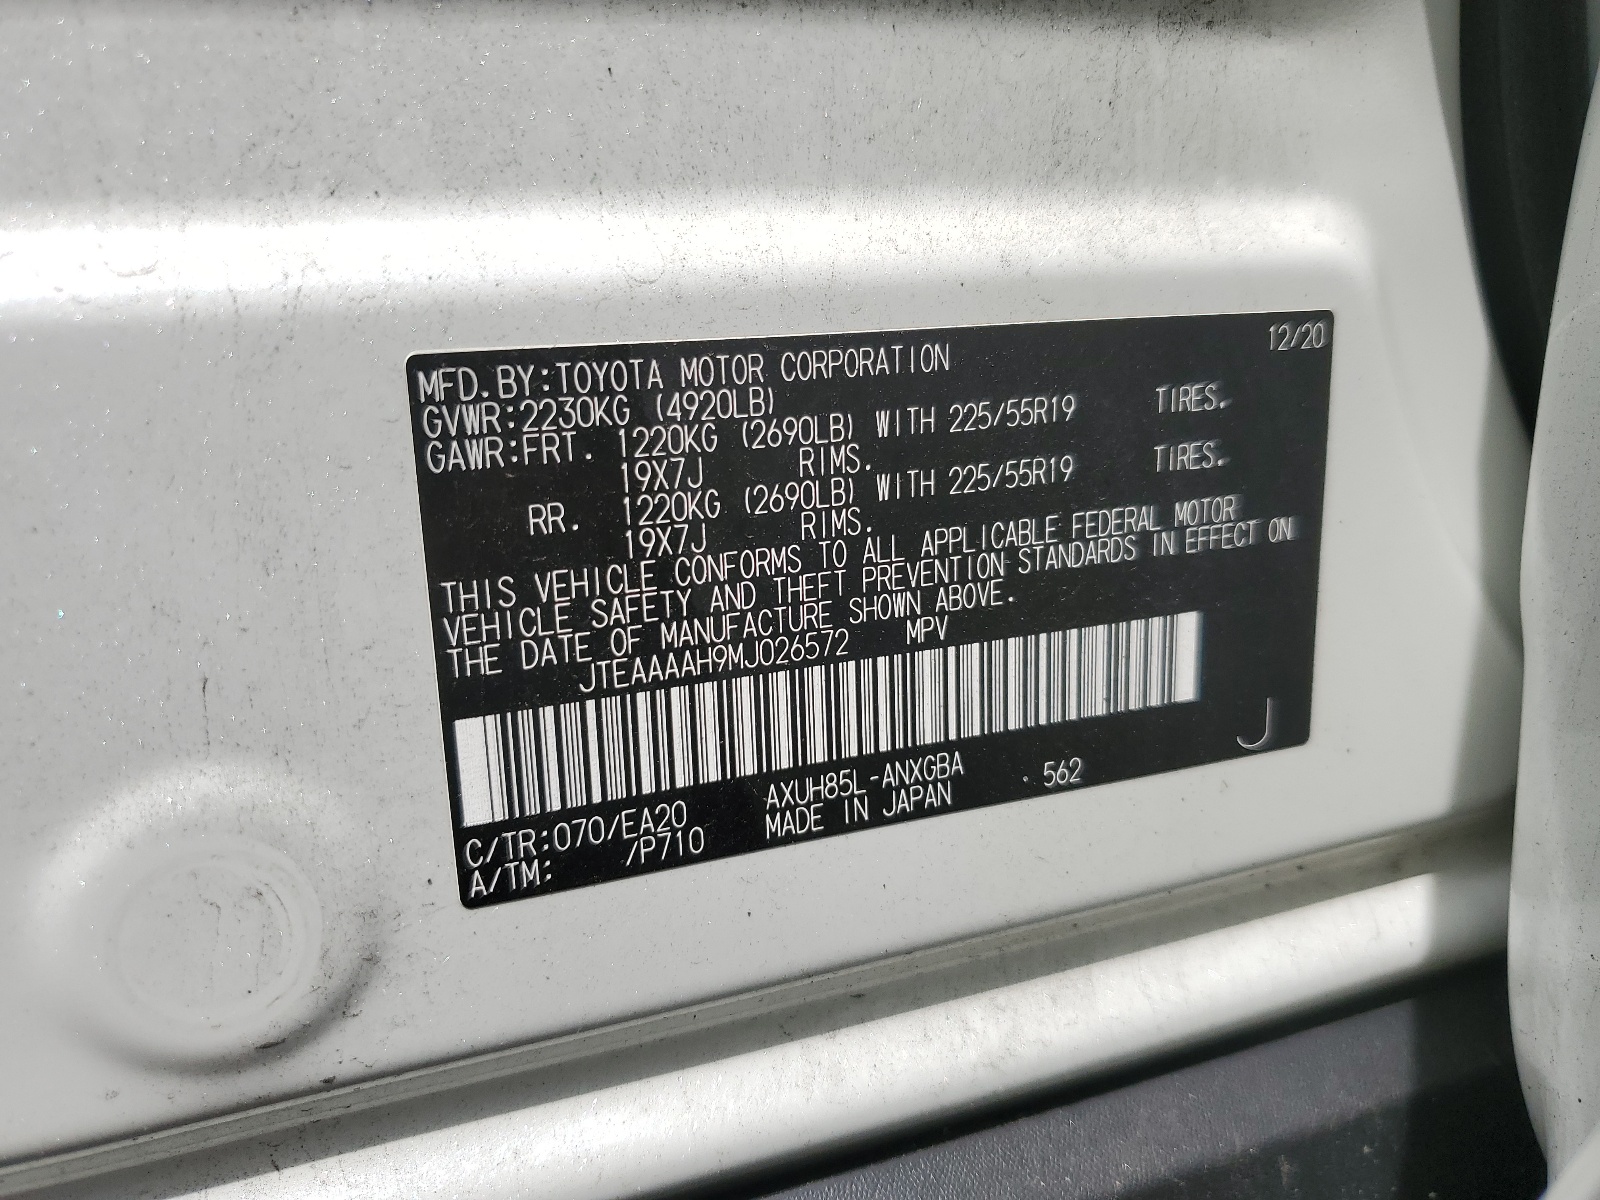 12/20
MFD.BY:TOYOTA MOTOR CORPORATION
GVWR:2230KG (4920LB)
GAWR:FRT. 1220KG (2690LB) WITH 225/55R19 TIRES.
19X7J RIMS.
RR. 1220KG (2690LB) WITH 225/55R19 TIRES.
19X7J RIMS.
THIS VEHICLE CONFORMS TO ALL APPLICABLE FEDERAL MOTOR
VEHICLE SAFETY AND THEFT PREVENTION STANDARDS IN EFFECT ON
THE DATE OF MANUFACTURE SHOWN ABOVE.
JTEAAAAH9MJ026572 MPV
J
C/TR:070/EA20 AXUH85L-ANXGBA 562
A/TM: /P710 MADE IN JAPAN